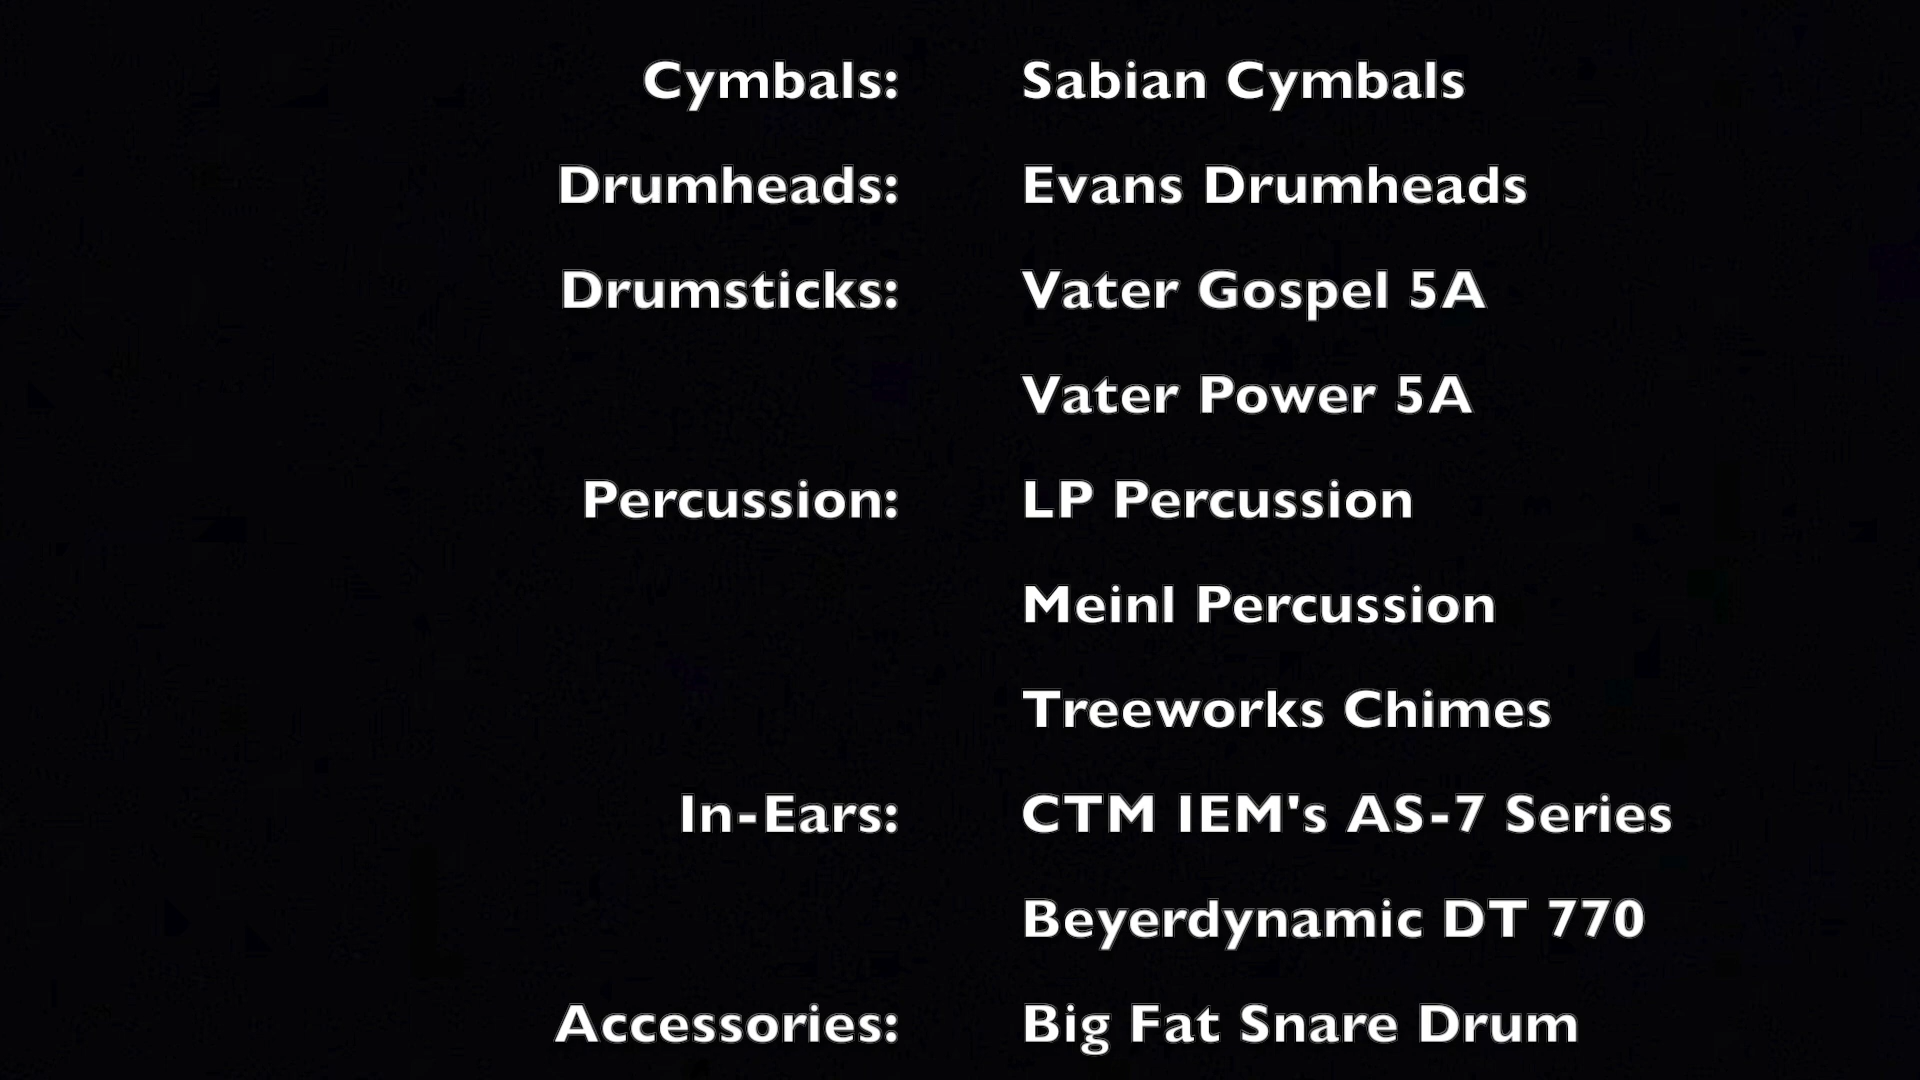 Cymbals: Sabian Cymbals
Drumheads: Evans Drumheads
Drumsticks: Vater Gospel 5A
Vater Power 5A
Percussion: LP Percussion
Meinl Percussion
Treeworks Chimes
In-Ears: CTM IEM's AS-7 Series
Beyerdynamic DT 770
Accessories: Big Fat Snare Drum